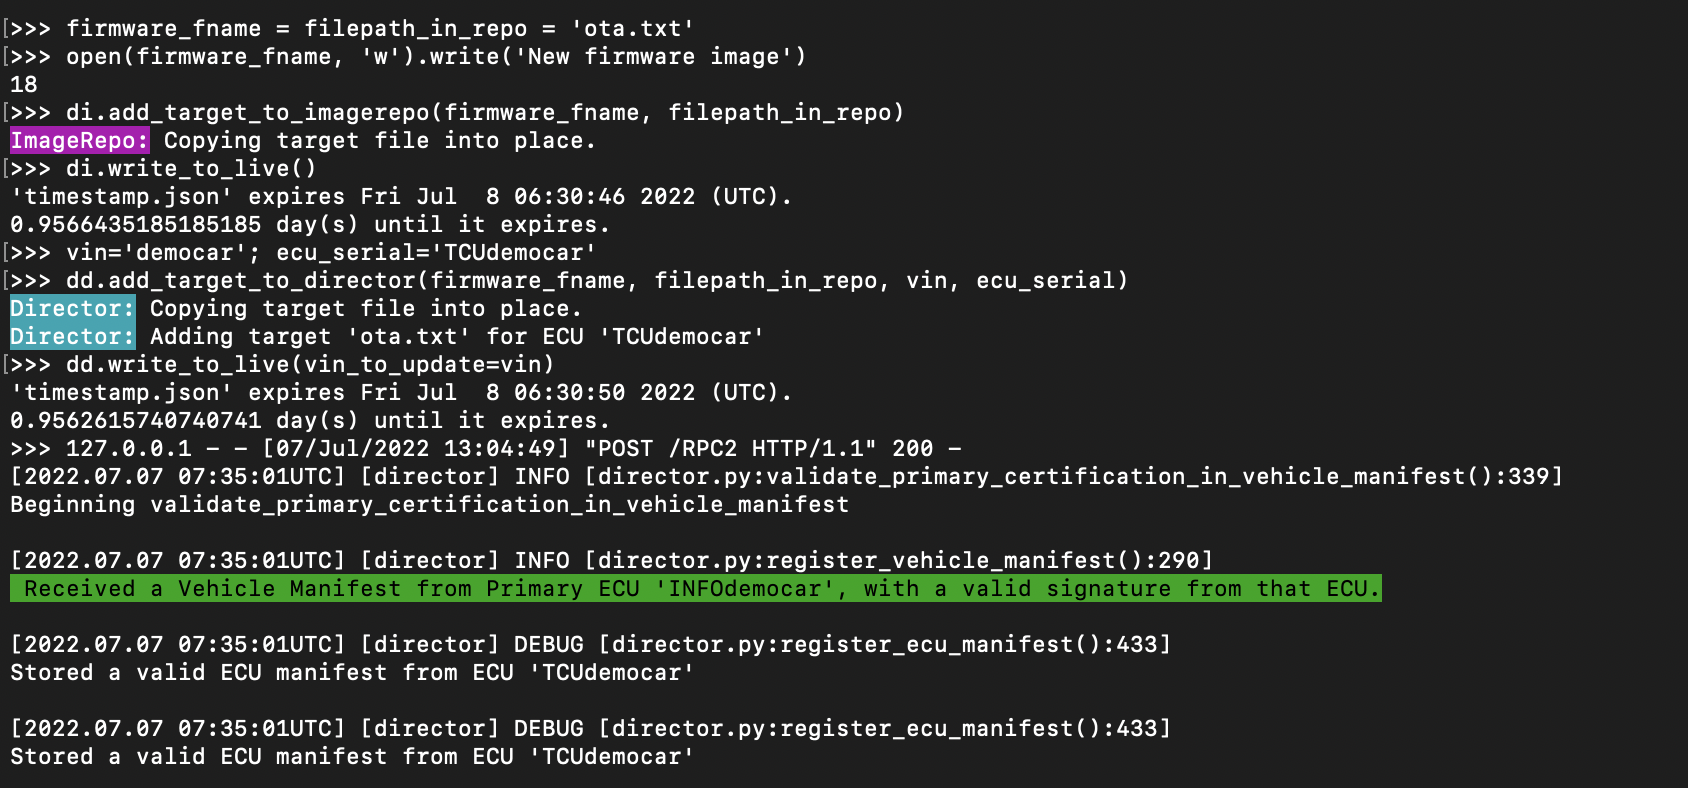 [>>> firmware_fname = filepath_in_repo = 'ota.txt'
[>>> open(firmware_fname, 'w').write('New firmware image')
18
[>>> di.add_target_to_imagerepo(firmware_fname, filepath_in_repo)
ImageRepo: Copying target file into place.
[>>> di.write_to_live()
'timestamp.json' expires Fri Jul  8 06:30:46 2022 (UTC).
0.9566435185185185 day(s) until it expires.
[>>> vin='democar'; ecu_serial='TCUdemocar'
[>>> dd.add_target_to_director(firmware_fname, filepath_in_repo, vin, ecu_serial)
Director: Copying target file into place.
Director: Adding target 'ota.txt' for ECU 'TCUdemocar'
[>>> dd.write_to_live(vin_to_update=vin)
'timestamp.json' expires Fri Jul  8 06:30:50 2022 (UTC).
0.9562615740740741 day(s) until it expires.
>>> 127.0.0.1 - - [07/Jul/2022 13:04:49] "POST /RPC2 HTTP/1.1" 200 -
[2022.07.07 07:35:01UTC] [director] INFO [director.py:validate_primary_certification_in_vehicle_manifest():339]
Beginning validate_primary_certification_in_vehicle_manifest
[2022.07.07 07:35:01UTC] [director] INFO [director.py:register_vehicle_manifest():290]
Received a Vehicle Manifest from Primary ECU 'INFOdemocar', with a valid signature from that ECU.
[2022.07.07 07:35:01UTC] [director] DEBUG [director.py:register_ecu_manifest():433]
Stored a valid ECU manifest from ECU 'TCUdemocar'
[2022.07.07 07:35:01UTC] [director] DEBUG [director.py:register_ecu_manifest():433]
Stored a valid ECU manifest from ECU 'TCUdemocar'